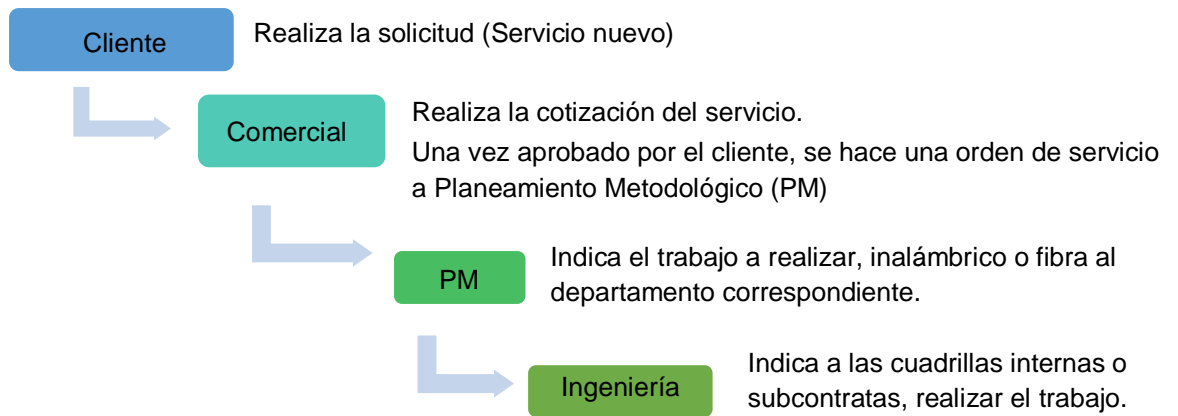 Cliente
Realiza la solicitud (Servicio nuevo)
Comercial
Realiza la cotización del servicio.
Una vez aprobado por el cliente, se hace una orden de servicio
a Planeamiento Metodológico (PM)
PM
Indica el trabajo a realizar, inalámbrico o fibra al
departamento correspondiente.
Ingeniería
Indica a las cuadrillas internas o
subcontratas, realizar el trabajo.